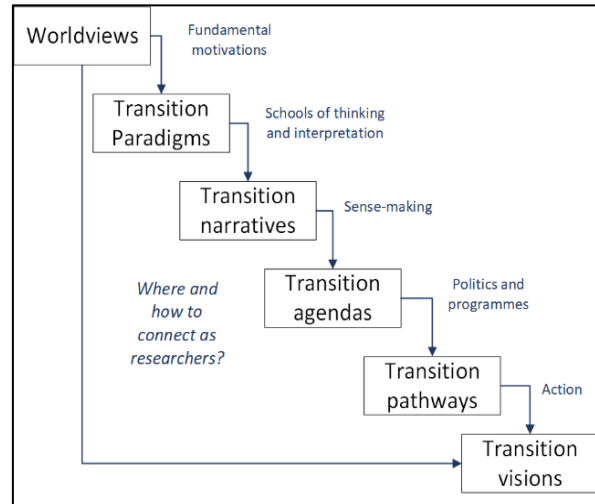 Worldviews
Fundamental
motivations
Transition
Paradigms
Schools of thinking
and interpretation
Transition
narratives
Sense-making
Where and
how to
connect as
researchers?
Transition
agendas
Politics and
programmes
Transition
pathways
Action
Transition
visions